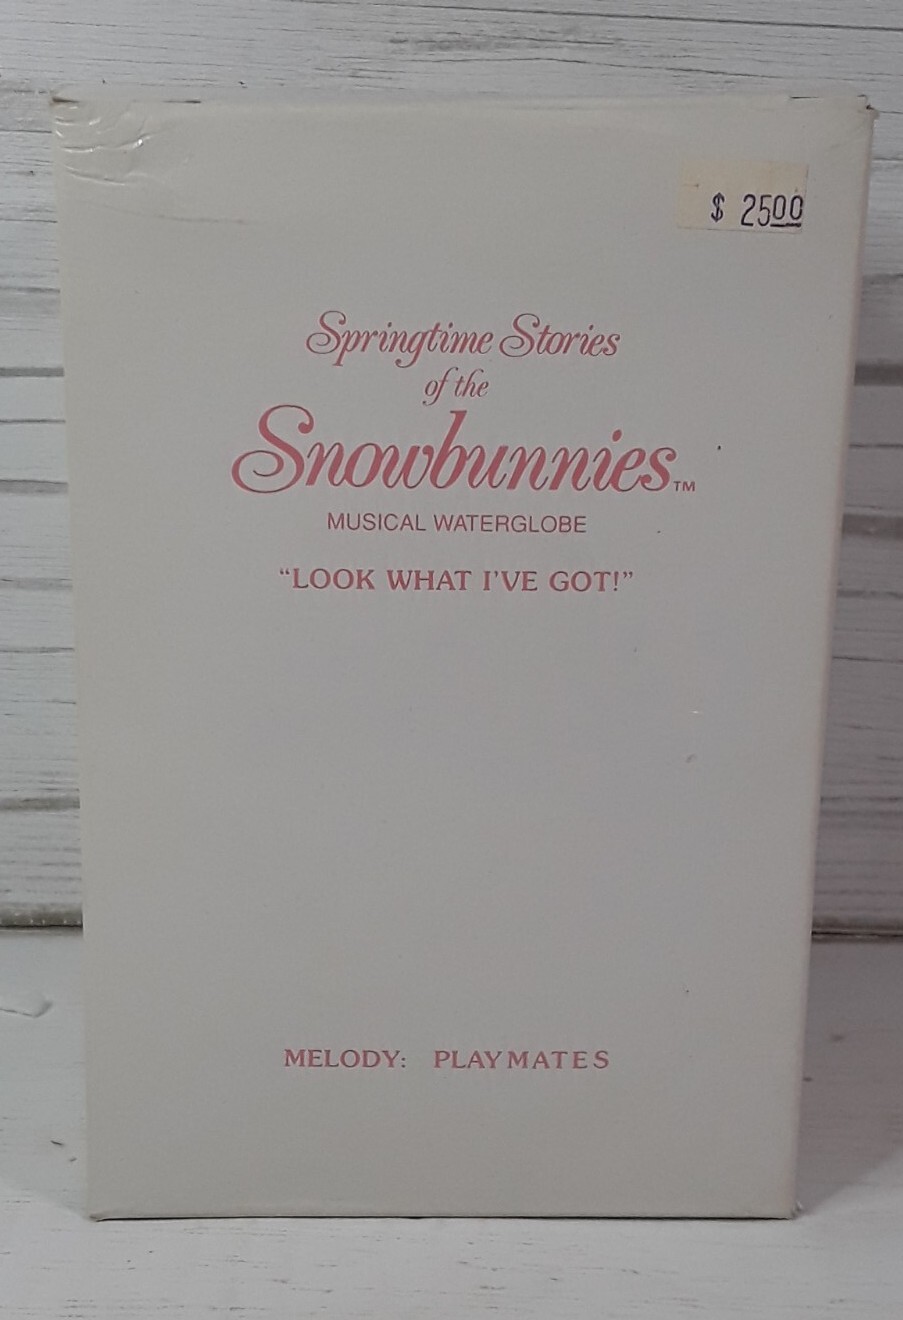 $ 2500
Springtime Stories
of the
Snowbunnies™
MUSICAL WATERGLOBE
“LOOK WHAT I’VE GOT!”
MELODY: PLAYMATES